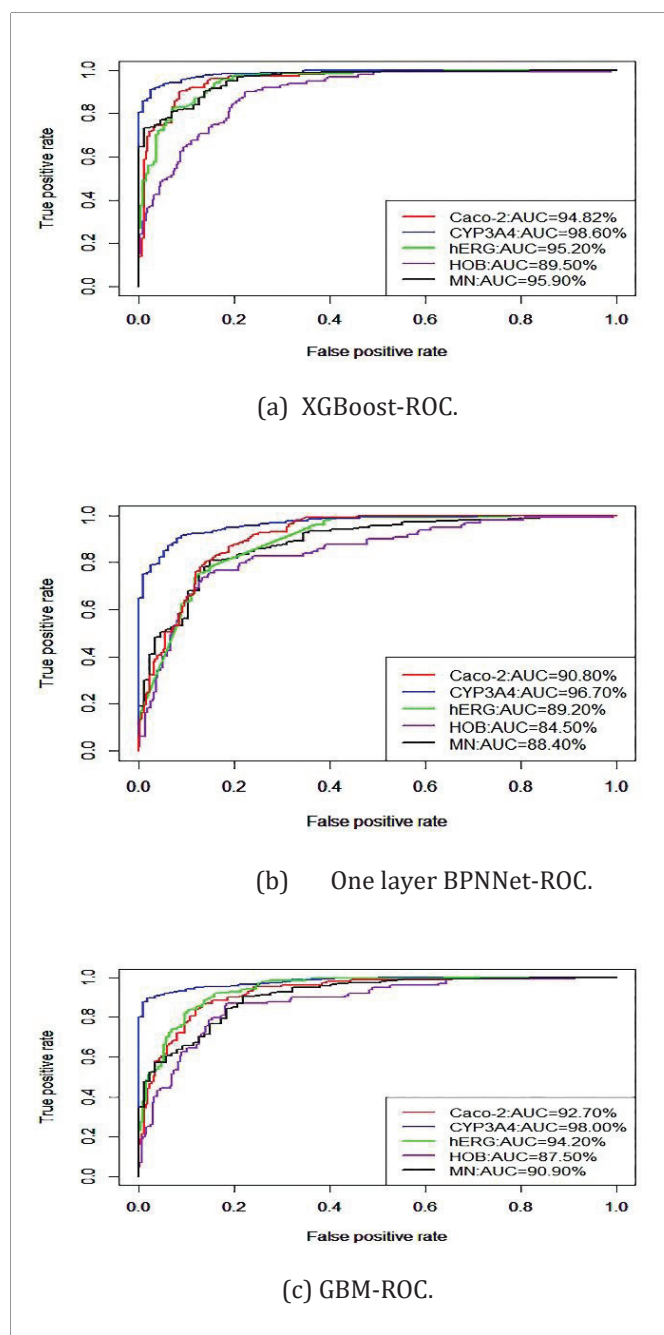 True positive rate
1.0
0.8
0.6
0.4
0.2
0.0
Caco-2:AUC=94.82%
CYP3A4:AUC=98.60%
hERG:AUC=95.20%
HOB:AUC=89.50%
MN:AUC=95.90%
0.0 0.2 0.4 0.6 0.8 1.0
False positive rate
(a) XGBoost-ROC.
True positive rate
1.0
0.8
0.6
0.4
0.2
0.0
Caco-2:AUC=90.80%
CYP3A4:AUC=96.70%
hERG:AUC=89.20%
HOB:AUC=84.50%
MN:AUC=88.40%
0.0 0.2 0.4 0.6 0.8 1.0
False positive rate
(b) One layer BPNNet-ROC.
True positive rate
1.0
0.8
0.6
0.4
0.2
0.0
Caco-2:AUC=92.70%
CYP3A4:AUC=98.00%
hERG:AUC=94.20%
HOB:AUC=87.50%
MN:AUC=90.90%
0.0 0.2 0.4 0.6 0.8 1.0
False positive rate
(c) GBM-ROC.